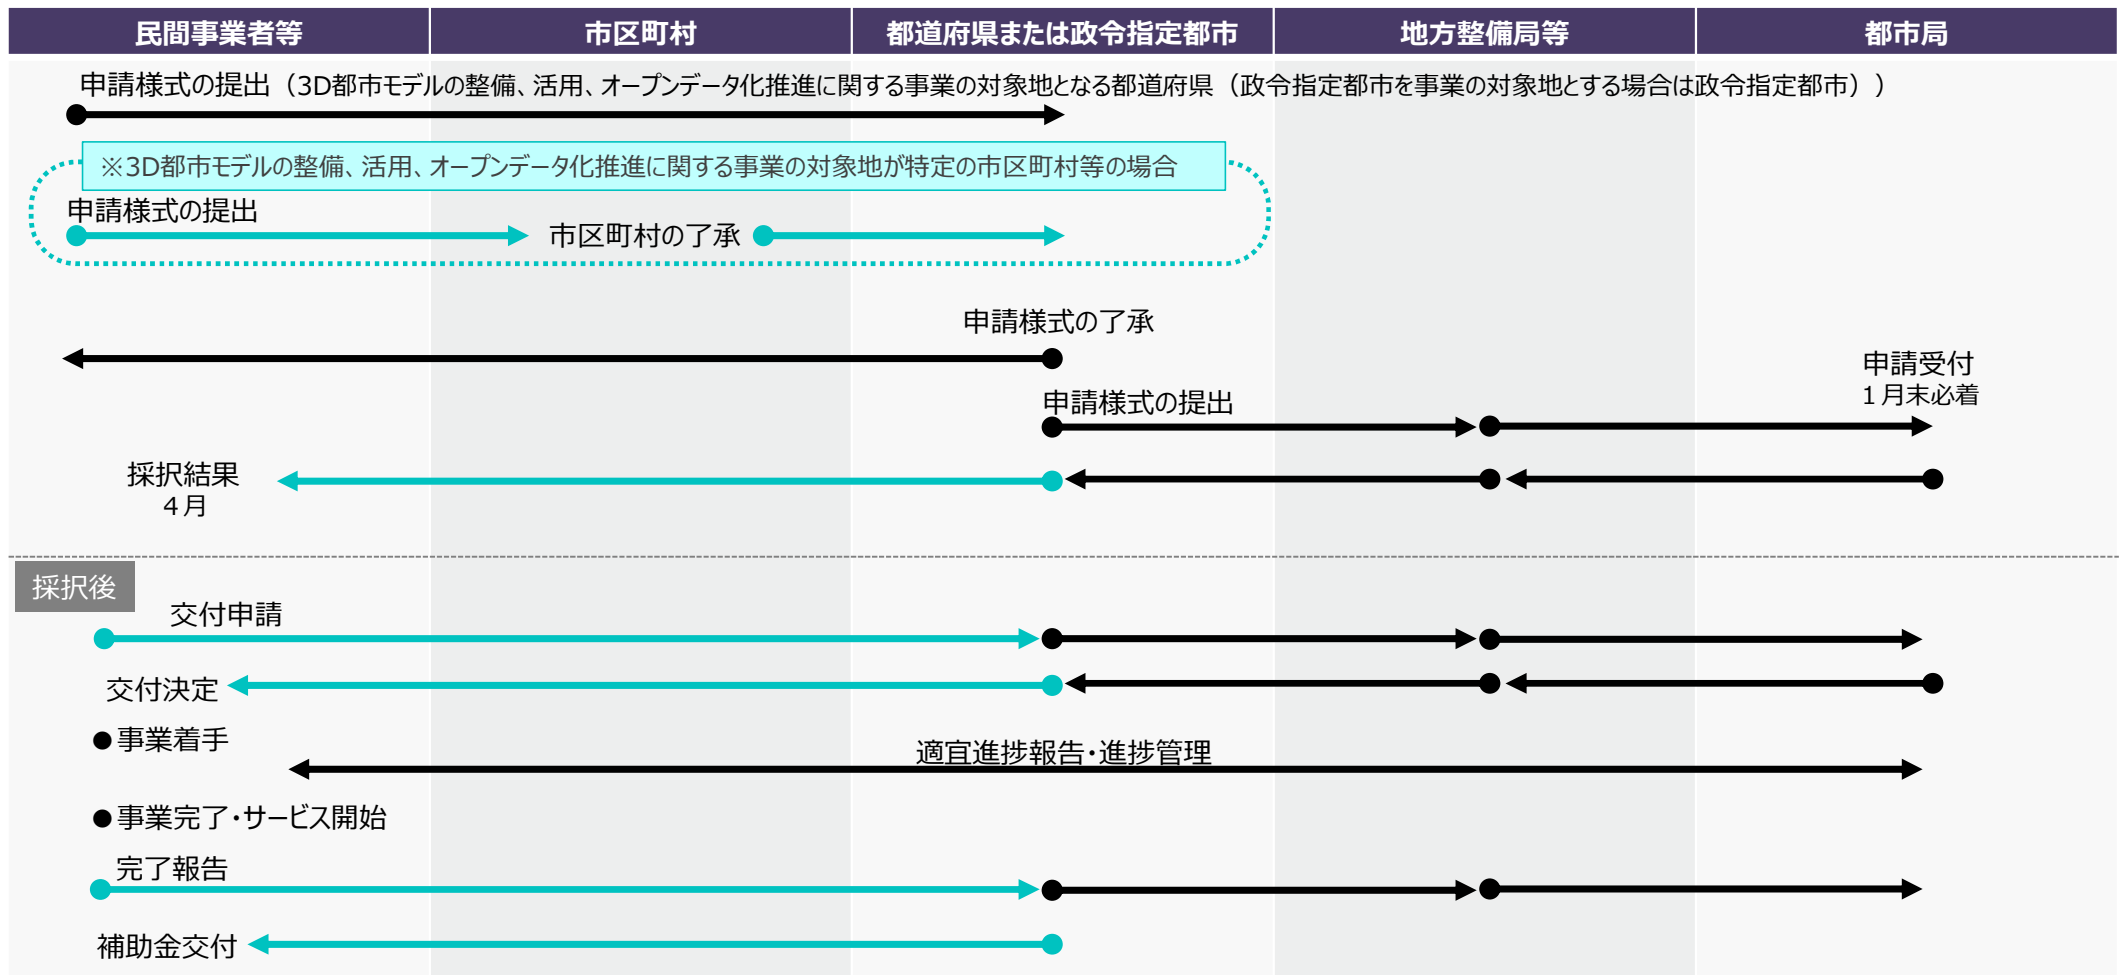 民間事業者等
市区町村
都道府県または政令指定都市
地方整備局等
都市局
申請様式の提出（3D都市モデルの整備、活用、オープンデータ化推進に関する事業の対象地となる都道府県（政令指定都市を事業の対象地とする場合は政令指定都市））
※3D都市モデルの整備、活用、オープンデータ化推進に関する事業の対象地が特定の市区町村等の場合
申請様式の提出
市区町村の了承
申請様式の了承
申請受付
１月末必着
申請様式の提出
採択結果
４月
採択後
交付申請
交付決定
●事業着手
適宜進捗報告・進捗管理
●事業完了・サービス開始
完了報告
補助金交付